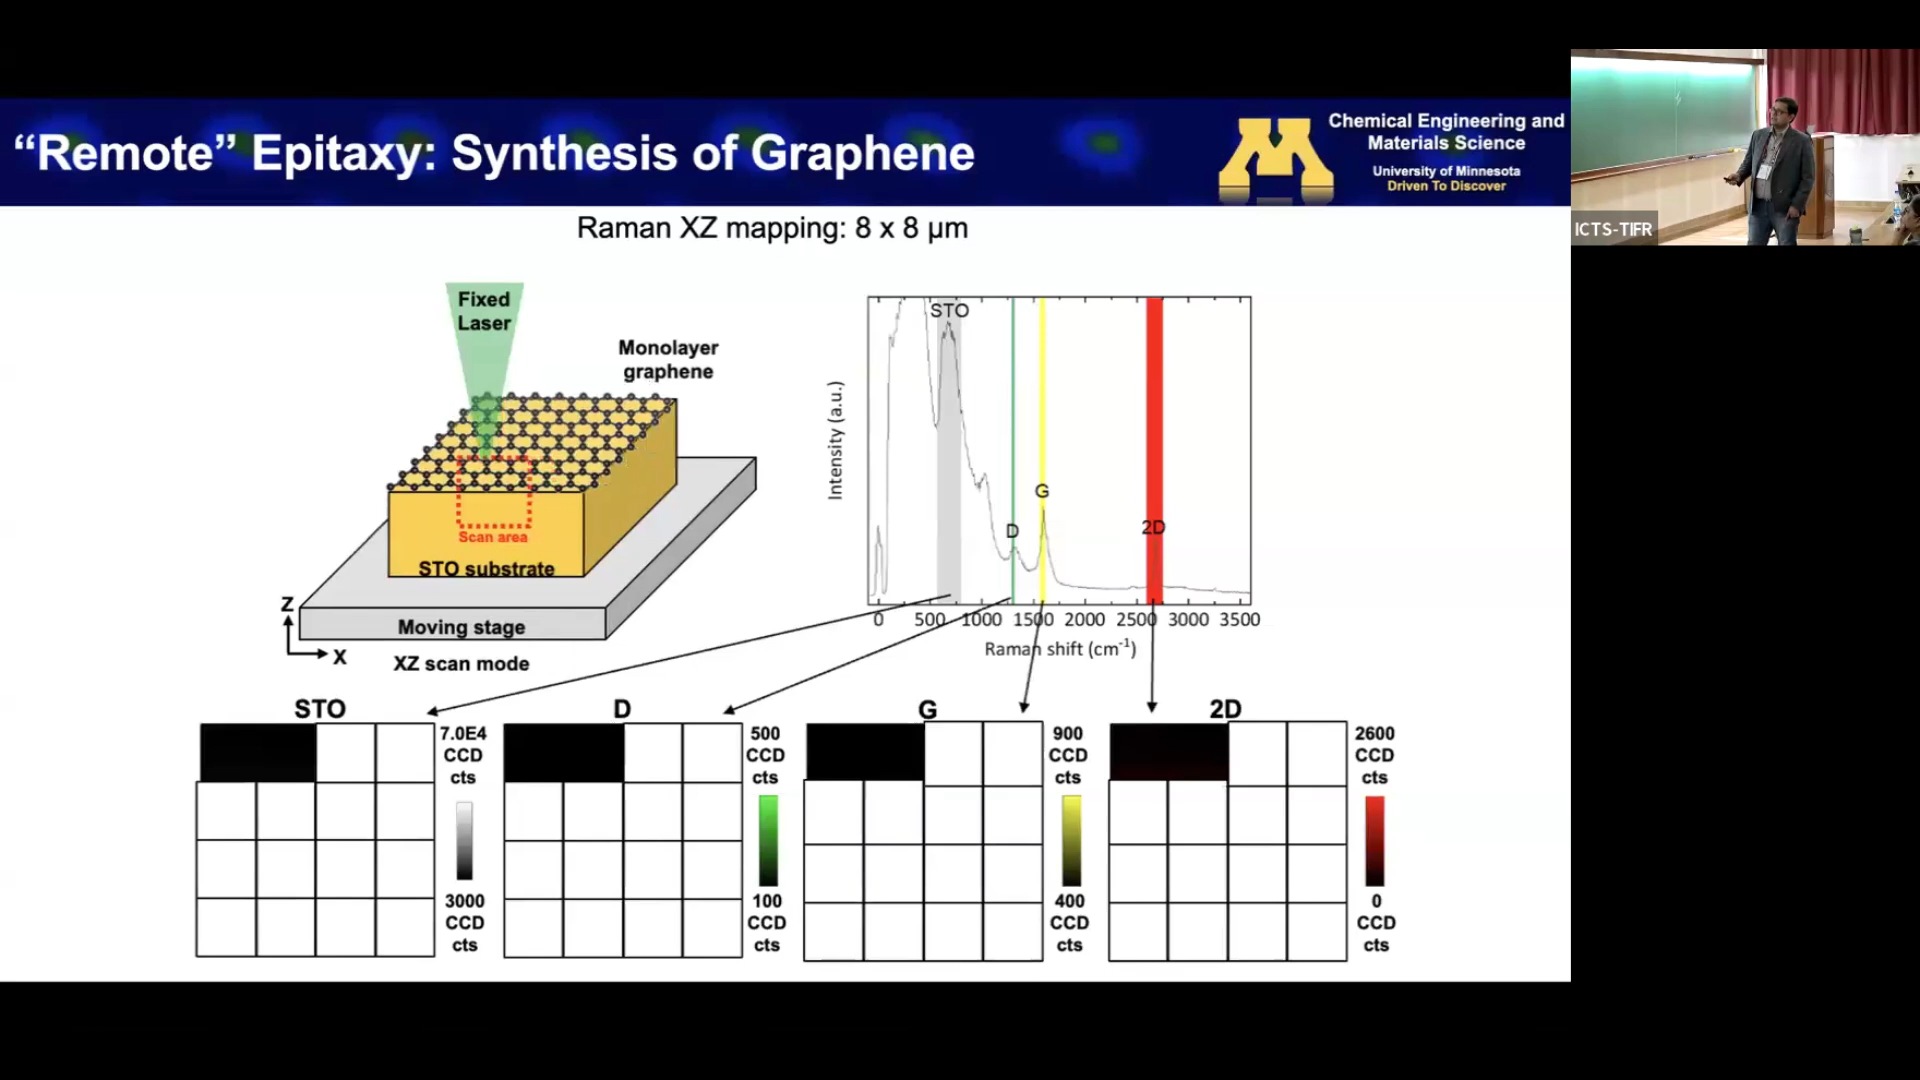 “Remote” Epitaxy: Synthesis of Graphene
Chemical Engineering and
Materials Science
University of Minnesota
Driven To Discover
ICTS-TIFR
Raman XZ mapping: 8 x 8 µm
Fixed
Laser
Monolayer
graphene
Scan area
STO substrate
Moving stage
Z
X
XZ scan mode
Intensity (a.u.)
STO
D
G
2D
0 500 1000 1500 2000 2500 3000 3500
Raman shift (cm⁻¹)
STO
7.0E4
CCD
cts
3000
CCD
cts
D
500
CCD
cts
100
CCD
cts
G
900
CCD
cts
400
CCD
cts
2D
2600
CCD
cts
0
CCD
cts